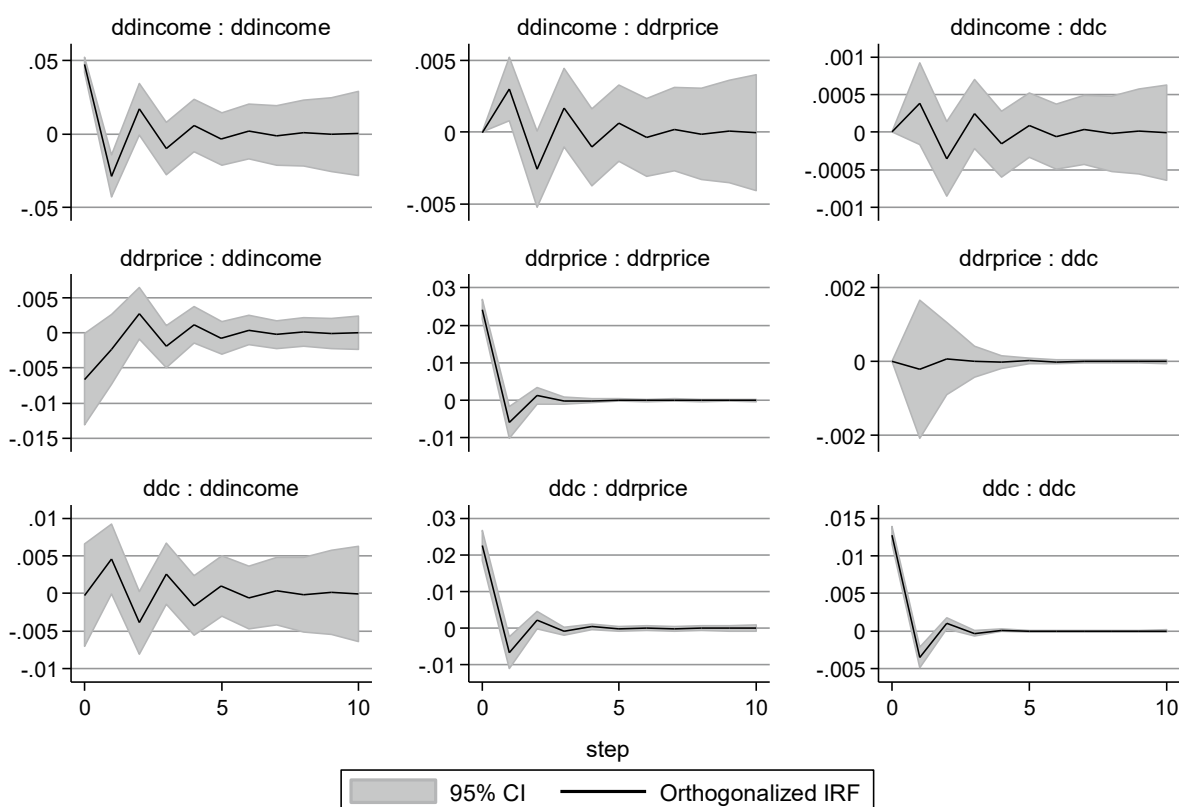 ddincome : ddincome
ddincome : ddrprice
ddincome : ddc
.05
0
-.05
.005
0
-.005
.001
.0005
0
-.0005
-.001
ddrprice : ddincome
ddrprice : ddrprice
ddrprice : ddc
.005
0
-.005
-.01
-.015
.03
.02
.01
0
-.01
.002
0
-.002
ddc : ddincome
ddc : ddrprice
ddc : ddc
.01
.005
0
-.005
-.01
.03
.02
.01
0
-.01
.015
.01
.005
0
-.005
0 5 10
0 5 10
0 5 10
step
95% CI Orthogonalized IRF